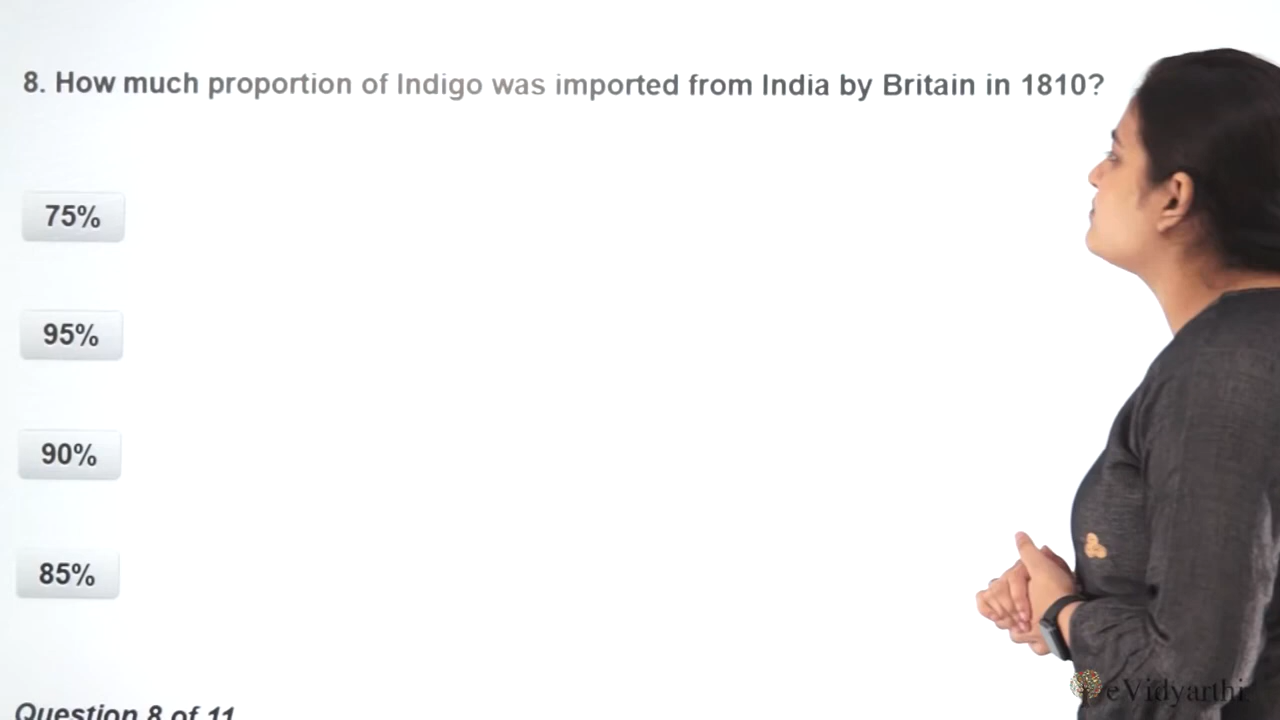 8. How much proportion of Indigo was imported from India by Britain in 1810?
75%
95%
90%
85%
Question 8 of 11
eVidyarthi